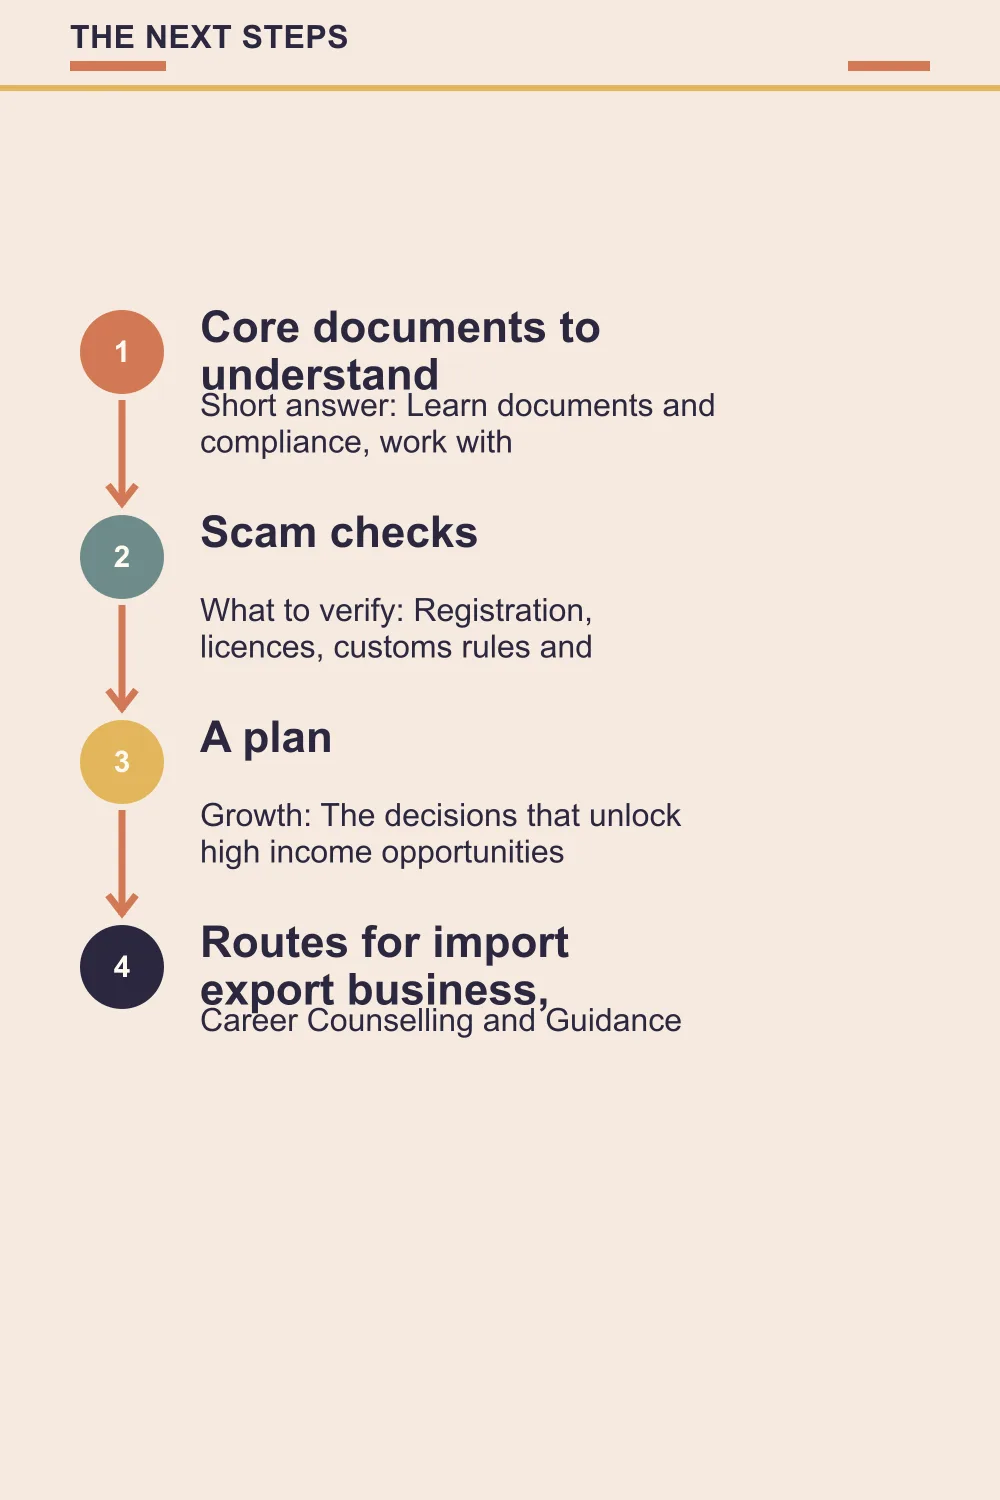 THE NEXT STEPS
1
Core documents to
understand
Short answer: Learn documents and
compliance, work with
2
Scam checks
What to verify: Registration,
licences, customs rules and
3
A plan
Growth: The decisions that unlock
high income opportunities
4
Routes for import
export business,
Career Counselling and Guidance